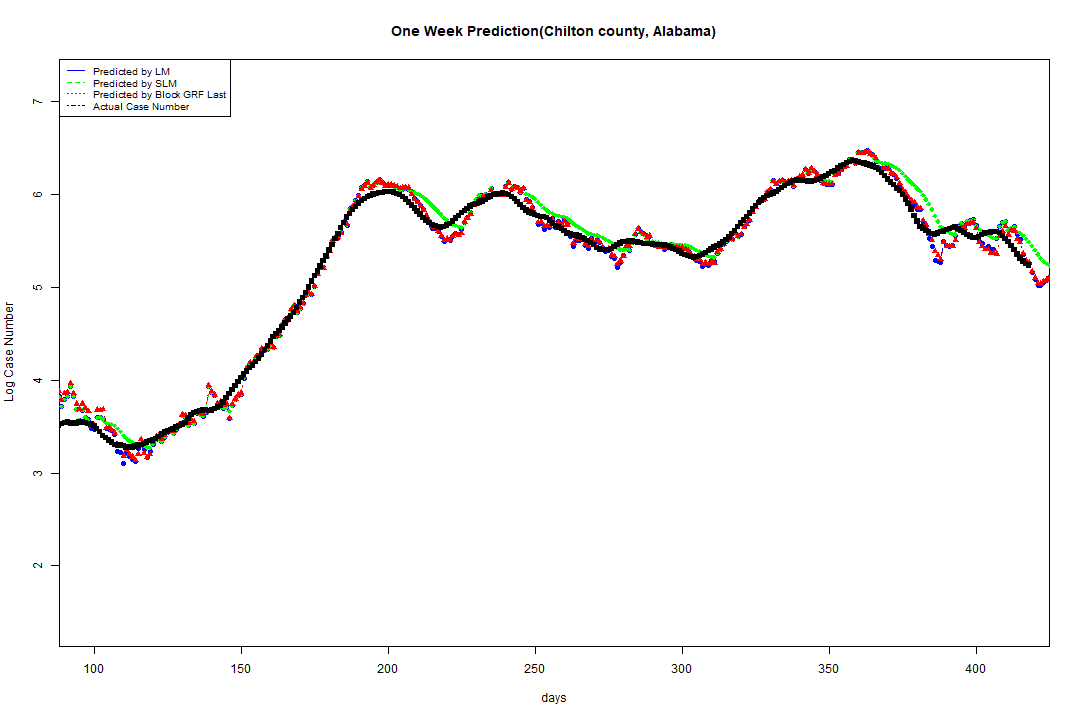 One Week Prediction(Chilton county, Alabama)
Predicted by LM
Predicted by SLM
Predicted by Block GRF Last
Actual Case Number
Log Case Number
7
6
5
4
3
2
100 150 200 250 300 350 400
days